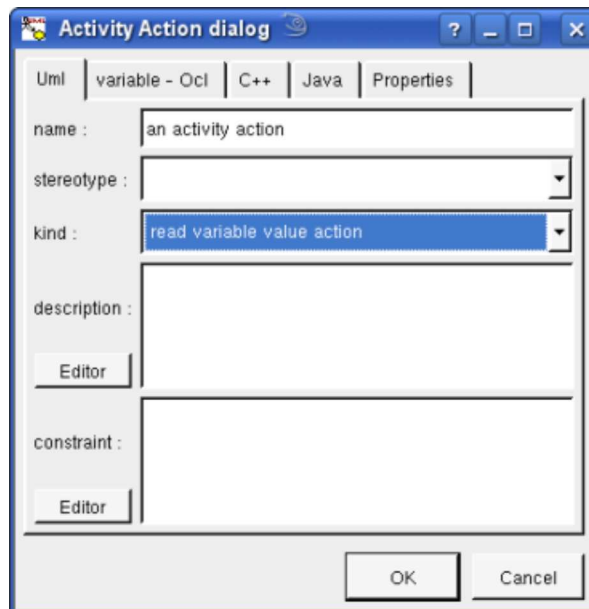 Activity Action dialog
Uml variable - Ocl C++ Java Properties
name : an activity action
stereotype :
kind : read variable value action
description :
Editor
constraint :
Editor
OK Cancel